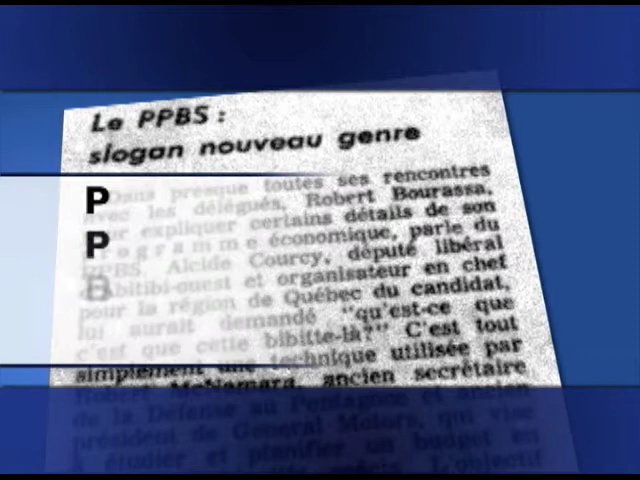 Le PPBS :
slogan nouveau genre
Dans presque toutes ses rencontres
avec les délégués, Robert Bourassa,
pour expliquer certains détails de son
programme économique, parle du
PPBS. Alcide Courcy, député libéral
d'Abitibi-ouest et organisateur en chef
pour la région de Québec du candidat,
lui aurait demandé "qu'est-ce que
c'est que cette bibitte-là?" C'est tout
simplement une technique utilisée par
Robert McNamara, ancien secrétaire
de la Défense au Pentagone et ancien
président de General Motors, qui vise
à étudier et planifier un budget en
L'objectif
P
P
B